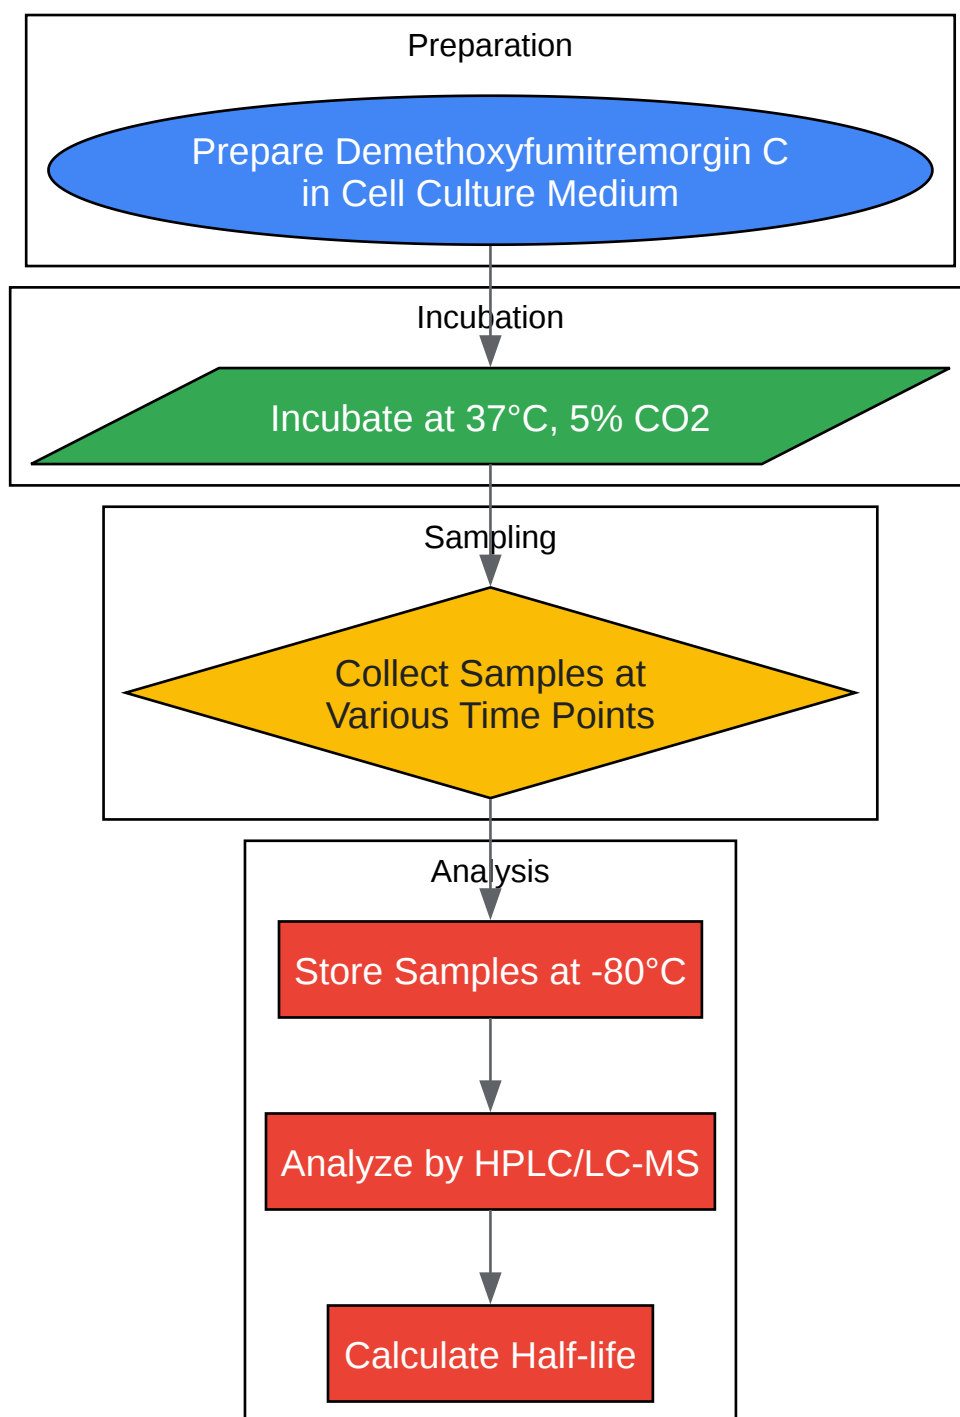 Preparation
Prepare Demethoxyfumitremorgin C
in Cell Culture Medium
Incubation
Incubate at 37°C, 5% CO2
Sampling
Collect Samples at
Various Time Points
Analysis
Store Samples at -80°C
Analyze by HPLC/LC-MS
Calculate Half-life